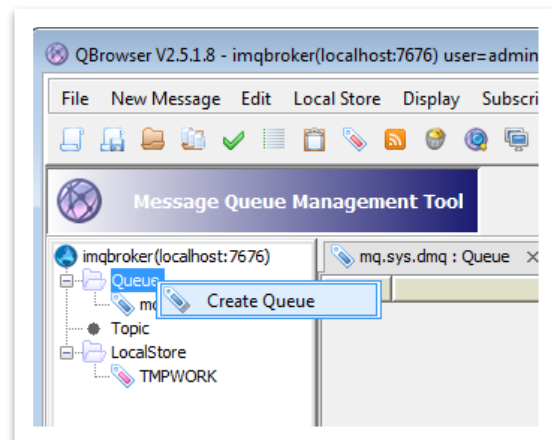 QBrowser V2.5.1.8 - imqbroker(localhost:7676) user=admin
File New Message Edit Local Store Display Subscri
Message Queue Management Tool
imqbroker(localhost:7676)
mq.sys.dmq : Queue
Queue
Create Queue
Topic
LocalStore
TMPWORK